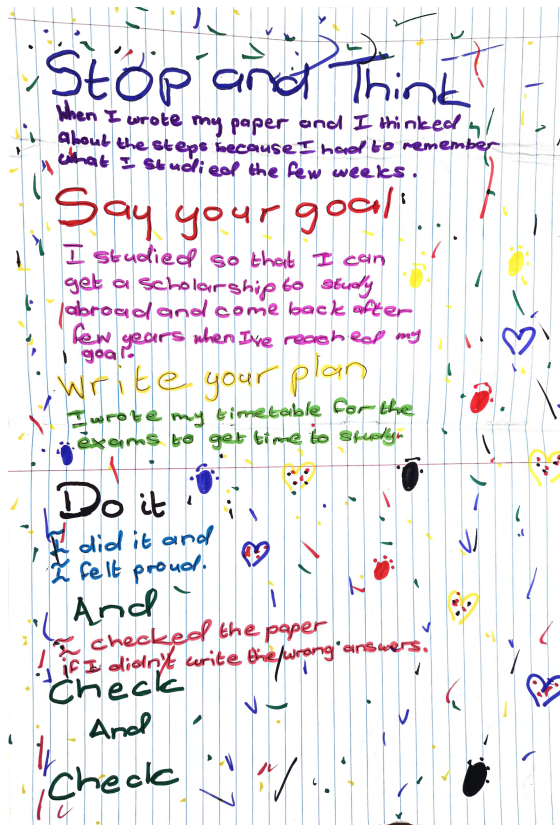 Stop and Think
When I wrote my paper and I thinked
about the steps because I had to remember
what I studied the few weeks.
Say your goal
I studied so that I can
get a scholarship to study
abroad and come back after
few years when I've reached my
goal.
Write your plan
I wrote my timetable for the
exams to get time to study.
Do it
I did it and
I felt proud.
And
I checked the paper
if I didn't write the wrong answers.
Check
And
Check